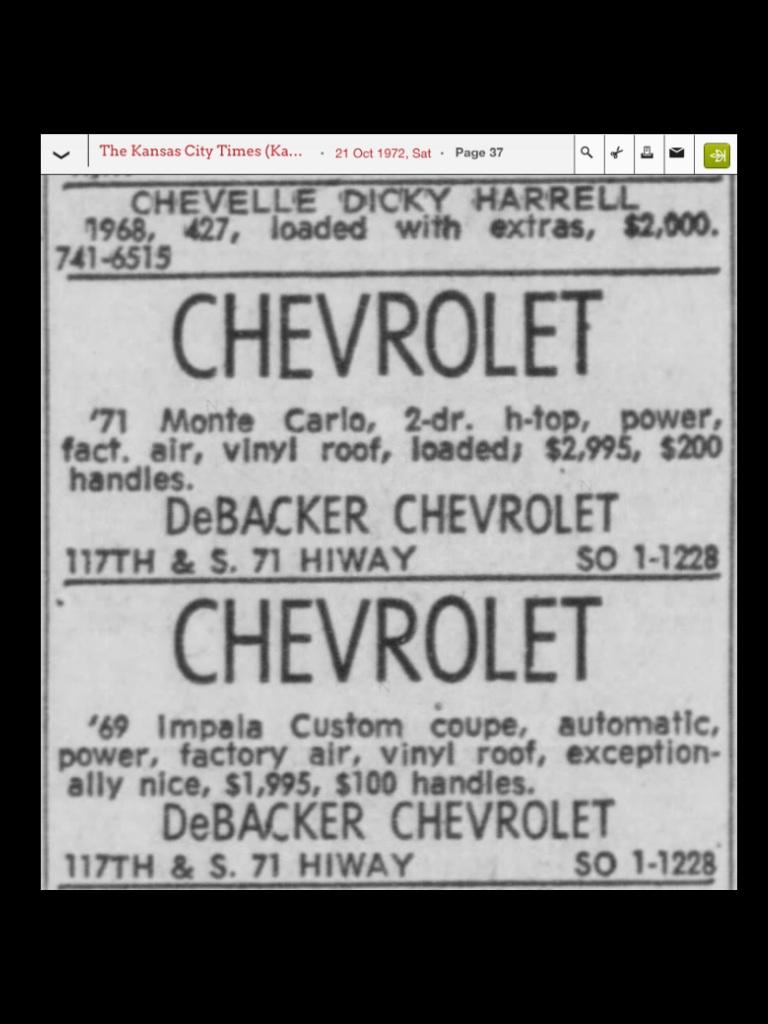 The Kansas City Times (Ka... · 21 Oct 1972, Sat · Page 37
CHEVELLE DICKY HARRELL
1968, 427, loaded with extras, $2,000.
741-6515
CHEVROLET
'71 Monte Carlo, 2-dr. h-top, power,
fact. air, vinyl roof, loaded; $2,995, $200
handles.
DeBACKER CHEVROLET
117TH & S. 71 HIWAY SO 1-1228
CHEVROLET
'69 Impala Custom coupe, automatic,
power, factory air, vinyl roof, exception-
ally nice, $1,995, $100 handles.
DeBACKER CHEVROLET
117TH & S. 71 HIWAY SO 1-1228